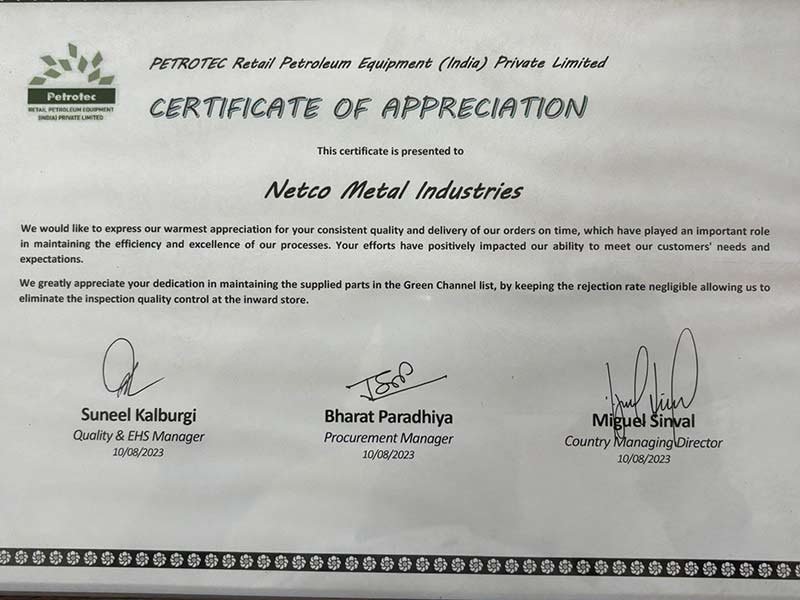 Petrotec
RETAIL PETROLEUM EQUIPMENT
(INDIA) PRIVATE LIMITED
PETROTEC Retail Petroleum Equipment (India) Private Limited
CERTIFICATE OF APPRECIATION
This certificate is presented to
Netco Metal Industries
We would like to express our warmest appreciation for your consistent quality and delivery of our orders on time, which have played an important role
in maintaining the efficiency and excellence of our processes. Your efforts have positively impacted our ability to meet our customers' needs and
expectations.
We greatly appreciate your dedication in maintaining the supplied parts in the Green Channel list, by keeping the rejection rate negligible allowing us to
eliminate the inspection quality control at the inward store.
Suneel Kalburgi
Quality & EHS Manager
10/08/2023
Bharat Paradhiya
Procurement Manager
10/08/2023
Miguel Sinval
Country Managing Director
10/08/2023